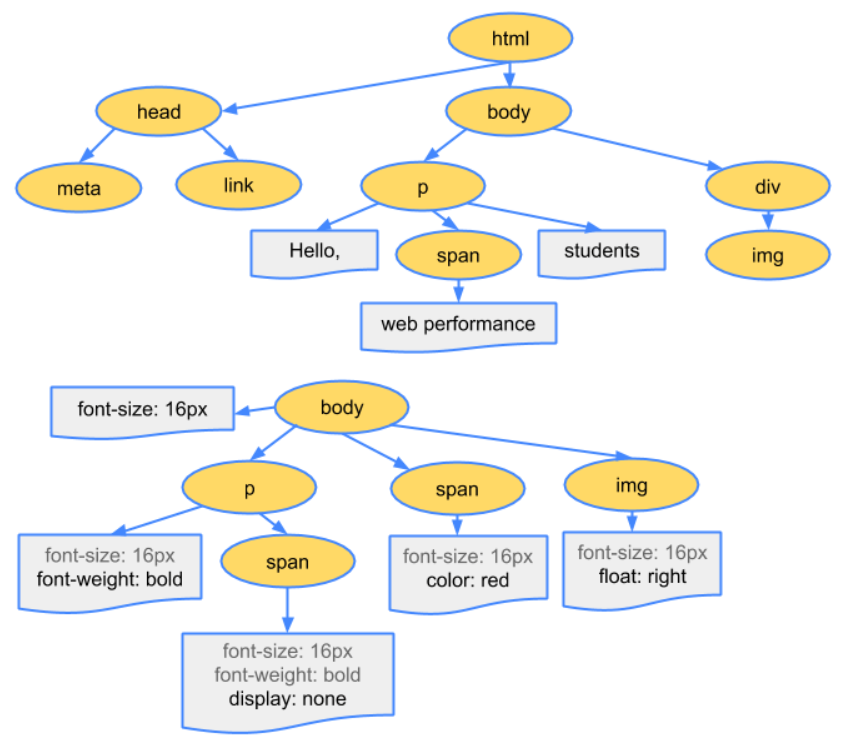 html
head
body
meta
link
p
div
Hello,
span
students
img
web performance
font-size: 16px
body
p
span
img
font-size: 16px
font-weight: bold
span
font-size: 16px
color: red
font-size: 16px
float: right
font-size: 16px
font-weight: bold
display: none